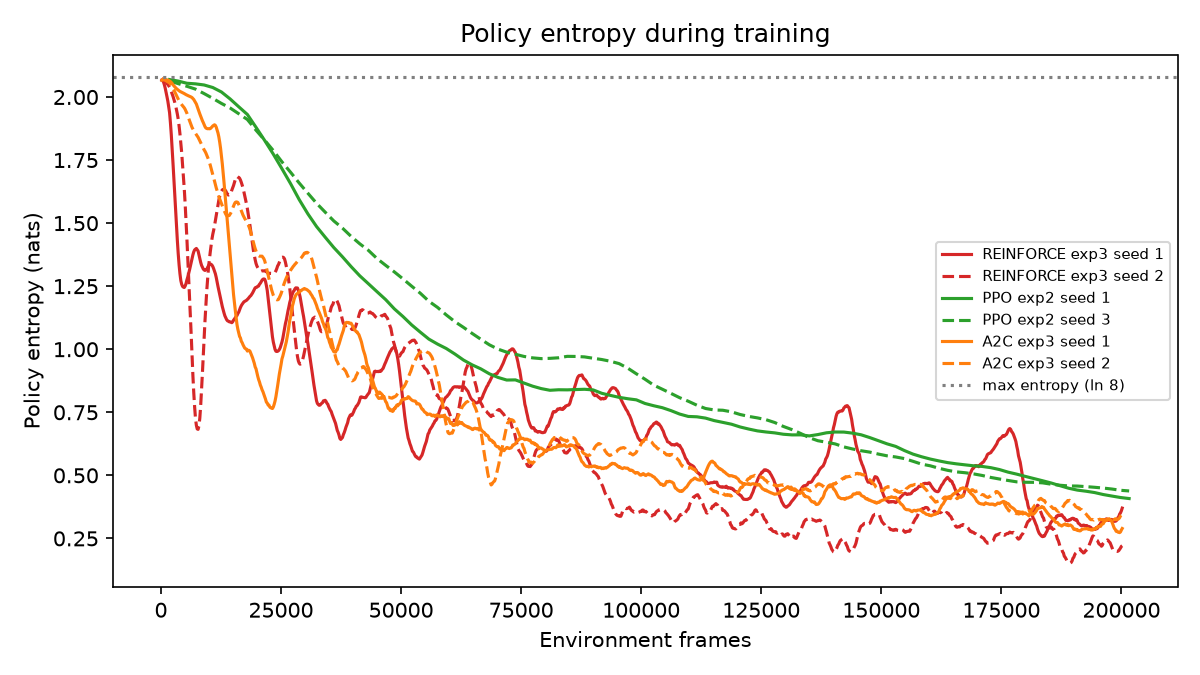 Policy entropy during training
Policy entropy (nats)
2.00
1.75
1.50
1.25
1.00
0.75
0.50
0.25
REINFORCE exp3 seed 1
REINFORCE exp3 seed 2
PPO exp2 seed 1
PPO exp2 seed 3
A2C exp3 seed 1
A2C exp3 seed 2
max entropy (ln 8)
0 25000 50000 75000 100000 125000 150000 175000 200000
Environment frames